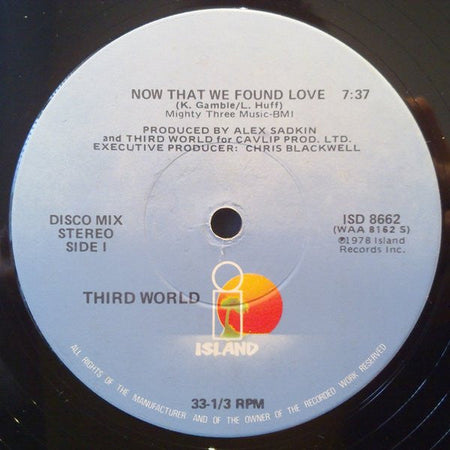 NOW THAT WE FOUND LOVE 7:37
(K. Gamble/L. Huff)
Mighty Three Music-BMI
PRODUCED BY ALEX SADKIN
and THIRD WORLD for CAVLIP PROD. LTD.
EXECUTIVE PRODUCER: CHRIS BLACKWELL
DISCO MIX
STEREO
SIDE I
ISD 8662
(WAA 8162 S)
℗1978 Island
Records Inc.
THIRD WORLD
i
ISLAND
33-1/3 RPM
ALL RIGHTS OF THE MANUFACTURER AND OF THE OWNER OF THE RECORDED WORK RESERVED